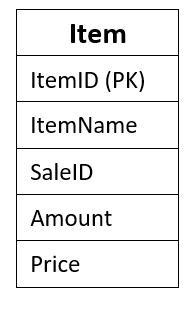 Item
ItemID (PK)
ItemName
SaleID
Amount
Price